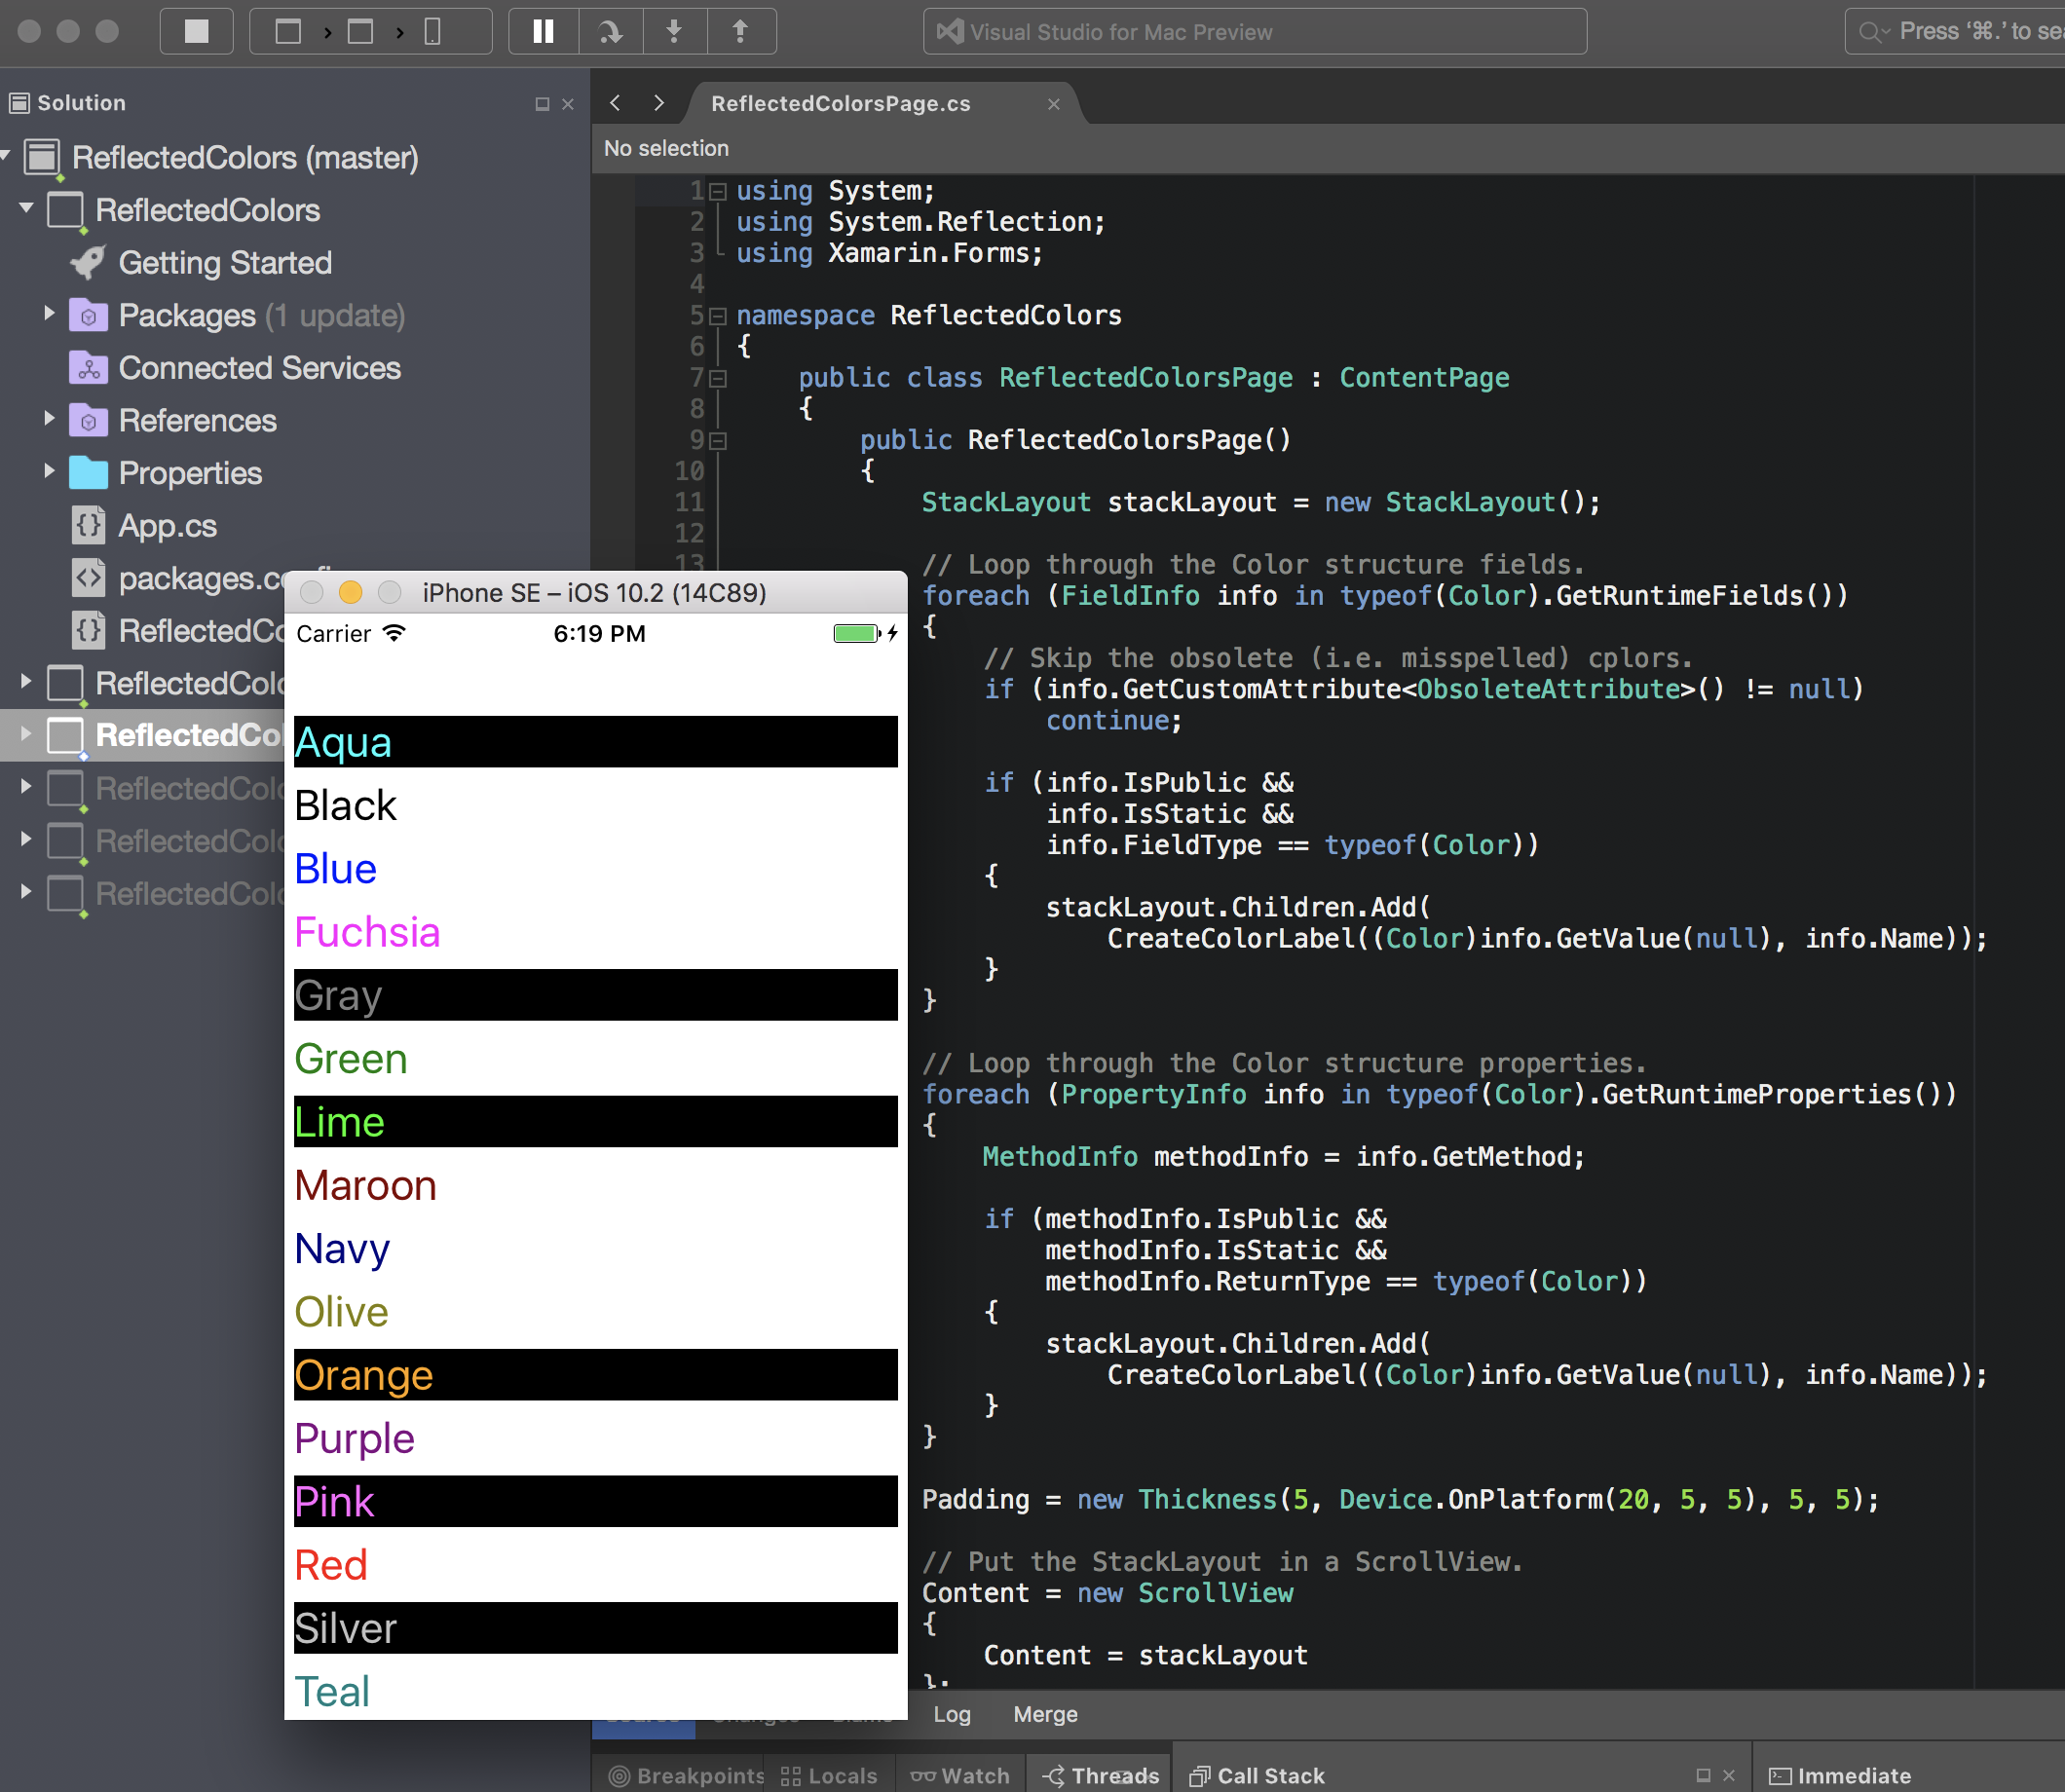 Visual Studio for Mac Preview
Press ‘⌘.’ to
Solution
ReflectedColors (master)
ReflectedColors
Getting Started
Packages (1 update)
Connected Services
References
Properties
App.cs
ReflectedColorsPage.cs
No selection
1 using System;
2 using System.Reflection;
3 using Xamarin.Forms;
4
5 namespace ReflectedColors
6 {
7 public class ReflectedColorsPage : ContentPage
8 {
9 public ReflectedColorsPage()
10 {
11 StackLayout stackLayout = new StackLayout();
12
13 // Loop through the Color structure fields.
foreach (FieldInfo info in typeof(Color).GetRuntimeFields())
{
// Skip the obsolete (i.e. misspelled) cplors.
if (info.GetCustomAttribute<ObsoleteAttribute>() != null)
continue;
if (info.IsPublic &&
info.IsStatic &&
info.FieldType == typeof(Color))
{
stackLayout.Children.Add(
CreateColorLabel((Color)info.GetValue(null), info.Name));
}
}
// Loop through the Color structure properties.
foreach (PropertyInfo info in typeof(Color).GetRuntimeProperties())
{
MethodInfo methodInfo = info.GetMethod;
if (methodInfo.IsPublic &&
methodInfo.IsStatic &&
methodInfo.ReturnType == typeof(Color))
{
stackLayout.Children.Add(
CreateColorLabel((Color)info.GetValue(null), info.Name));
}
}
Padding = new Thickness(5, Device.OnPlatform(20, 5, 5), 5, 5);
// Put the StackLayout in a ScrollView.
Content = new ScrollView
{
Content = stackLayout
};
iPhone SE – iOS 10.2 (14C89)
Carrier 6:19 PM
Aqua
Black
Blue
Fuchsia
Gray
Green
Lime
Maroon
Navy
Olive
Orange
Purple
Pink
Red
Silver
Teal
Log Merge
Breakpoints Locals Watch Threads Call Stack Immediate